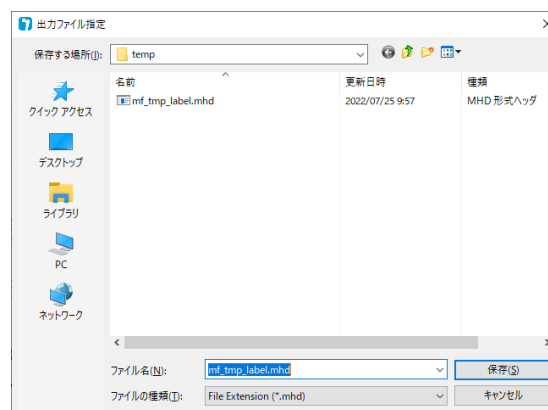 出力ファイル指定
保存する場所(I): temp
名前 更新日時 種類
mf_tmp_label.mhd 2022/07/25 9:57 MHD 形式ヘッダ
クイック アクセス
デスクトップ
ライブラリ
PC
ネットワーク
ファイル名(N): mf_tmp_label.mhd 保存(S)
ファイルの種類(T): File Extension (*.mhd) キャンセル